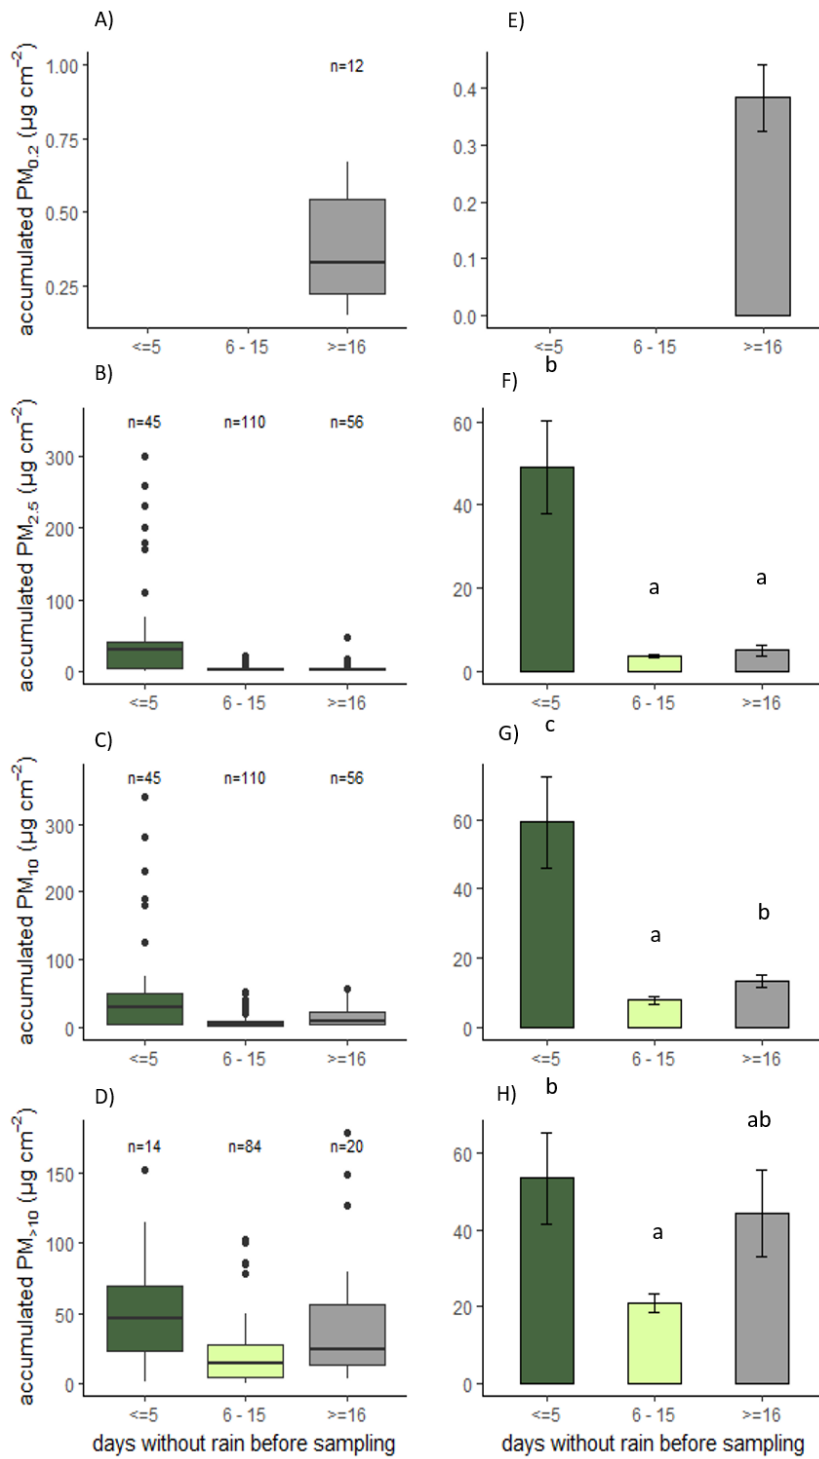 A)
accumulated PM0.2 (µg cm−2)
1.00
0.75
0.50
0.25
n=12
<=5
6 - 15
>=16
E)
0.4
0.3
0.2
0.1
0.0
<=5
6 - 15
>=16
B)
accumulated PM2.5 (µg cm−2)
300
200
100
0
n=45
n=110
n=56
<=5
6 - 15
>=16
F)
b
a
a
60
40
20
0
<=5
6 - 15
>=16
C)
accumulated PM10 (µg cm−2)
300
200
100
0
n=45
n=110
n=56
<=5
6 - 15
>=16
G)
c
a
b
60
40
20
0
<=5
6 - 15
>=16
D)
accumulated PM>10 (µg cm−2)
150
100
50
0
n=14
n=84
n=20
<=5
6 - 15
>=16
days without rain before sampling
H)
b
a
ab
60
40
20
0
<=5
6 - 15
>=16
days without rain before sampling